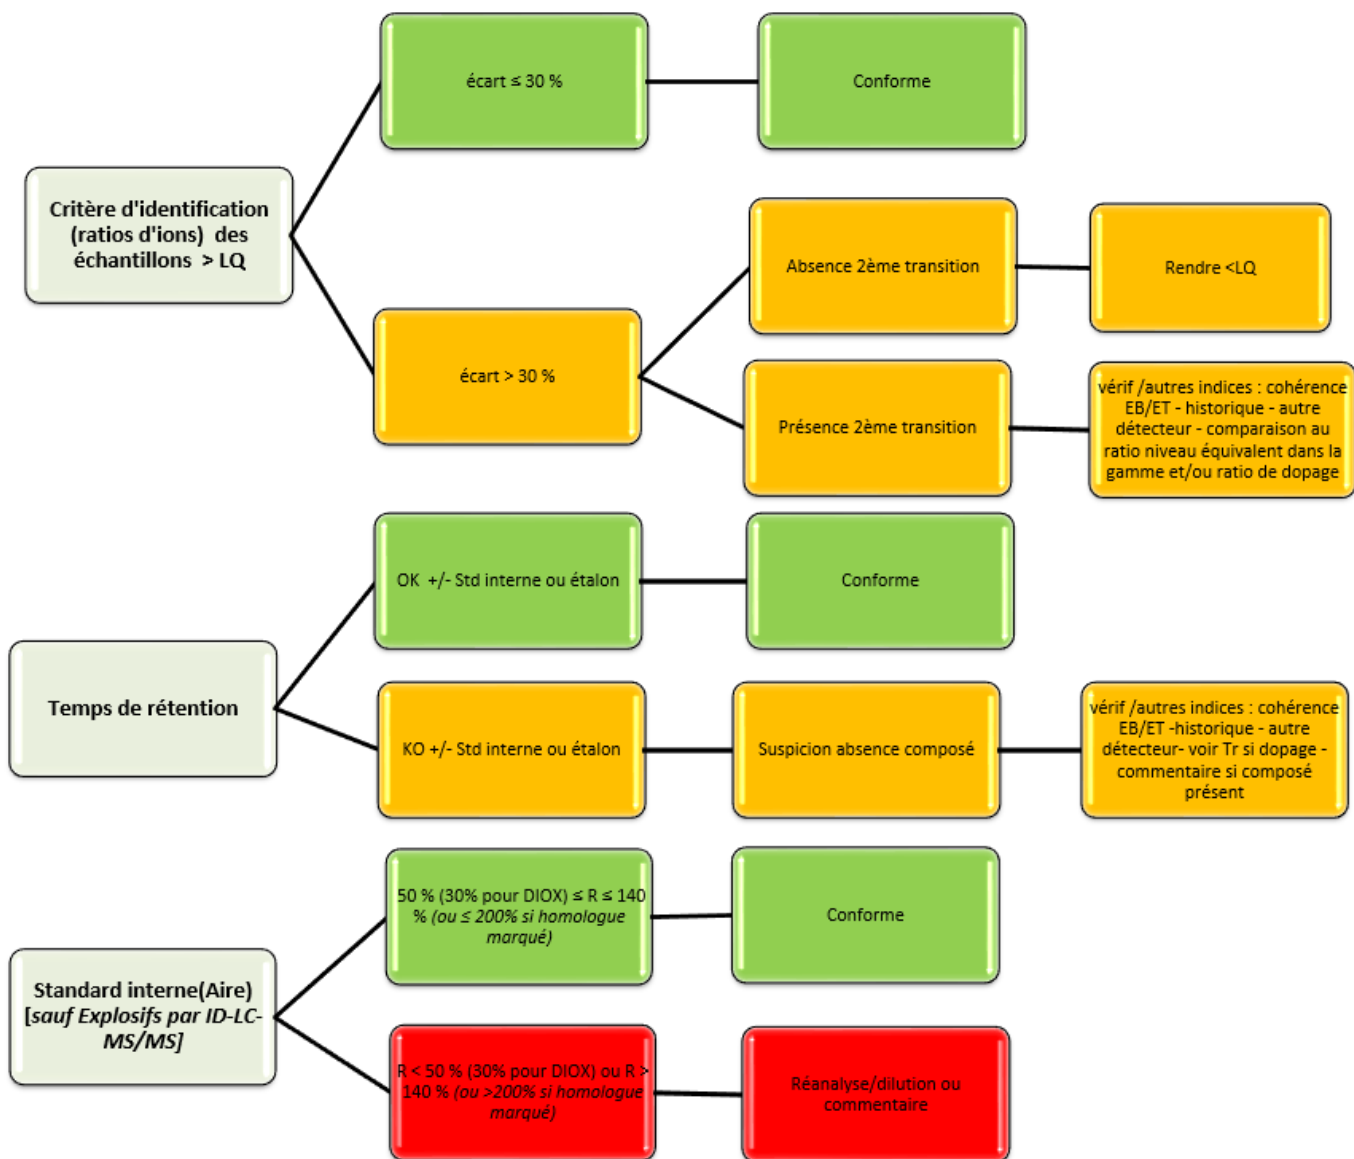 écart ≤ 30 %
Conforme
Critère d'identification
(ratios d'ions)  des
échantillons  > LQ
Absence 2ème transition
Rendre <LQ
écart > 30 %
Présence 2ème transition
vérif /autres indices : cohérence
EB/ET - historique - autre
détecteur - comparaison au
ratio niveau équivalent dans la
gamme et/ou ratio de dopage
OK  +/- Std interne ou étalon
Conforme
Temps de rétention
KO +/- Std interne ou étalon
Suspicion absence composé
vérif /autres indices : cohérence
EB/ET -historique - autre
détecteur- voir Tr si dopage -
commentaire si composé
présent
50 % (30% pour DIOX) ≤ R ≤ 140
% (ou ≤ 200% si homologue
marqué)
Conforme
Standard interne(Aire)
[sauf Explosifs par ID-LC-
MS/MS]
R < 50 % (30% pour DIOX) ou R >
140 % (ou >200% si homologue
marqué)
Réanalyse/dilution ou
commentaire